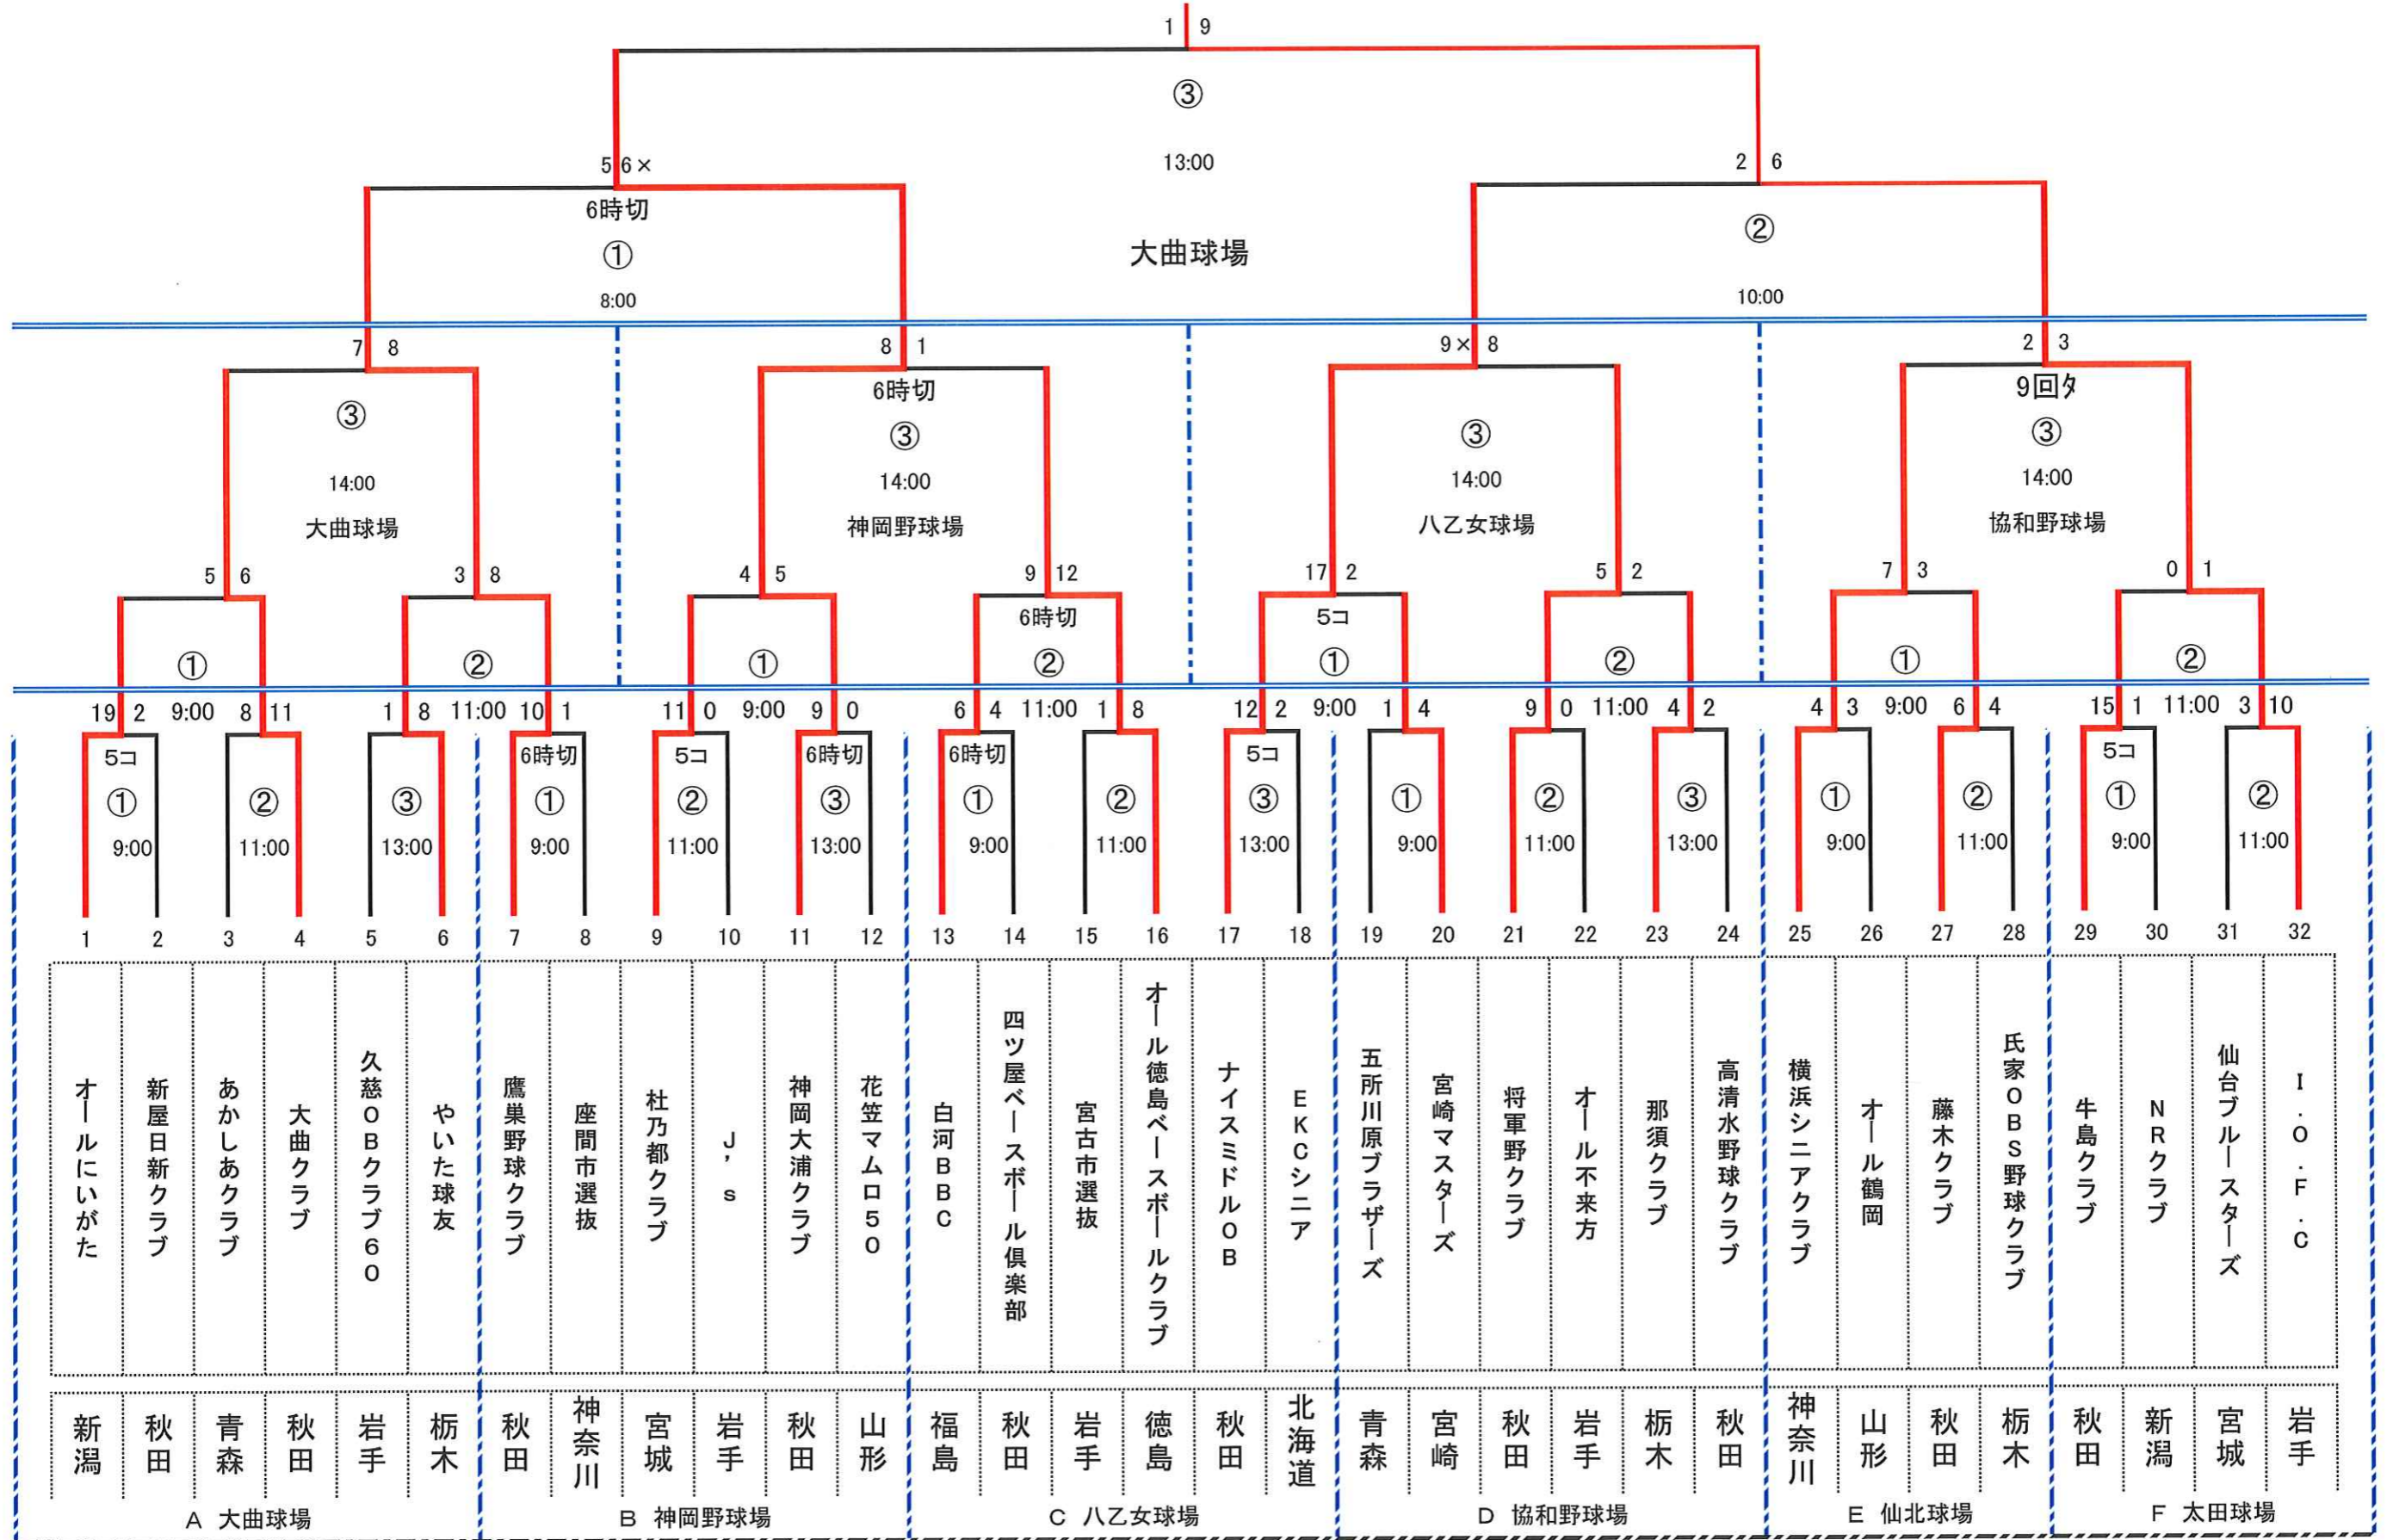 1 9
③
5 6× 13:00 2 6
6時切 ②
① 大曲球場
8:00 10:00
7 8 8 1 9× 8 2 3
6時切 9回ﾀ
③ ③ ③ ③
14:00 14:00 14:00 14:00
大曲球場 神岡野球場 八乙女球場 協和野球場
5 6 3 8 4 5 9 12 17 2 5 2 7 3 0 1
6時切 5コ
① ② ① ② ① ② ① ②
19 2 9:00 8 11 1 8 11:00 10 1 11 0 9:00 9 0 6 4 11:00 1 8 12 2 9:00 1 4 9 0 11:00 4 2 4 3 9:00 6 4 15 1 11:00 3 10
5コ 6時切 5コ 6時切 6時切 5コ 5コ
① ② ③ ① ② ③ ① ② ③ ① ② ③ ① ② ① ②
9:00 11:00 13:00 9:00 11:00 13:00 9:00 11:00 13:00 9:00 11:00 13:00 9:00 11:00 9:00 11:00
1 2 3 4 5 6 7 8 9 10 11 12 13 14 15 16 17 18 19 20 21 22 23 24 25 26 27 28 29 30 31 32
オールにいがた
新屋日新クラブ
あかしあクラブ
大曲クラブ
久慈OBクラブ60
やいた球友
鷹巣野球クラブ
座間市選抜
杜乃都クラブ
J's
神岡大浦クラブ
花笠マムロ50
白河BBC
四ツ屋ベースボール倶楽部
宮古市選抜
オール徳島ベースボールクラブ
ナイスミドルOB
EKCシニア
五所川原ブラザーズ
宮崎マスターズ
将軍野クラブ
オール不来方
那須クラブ
高清水野球クラブ
横浜シニアクラブ
オール鶴岡
藤木クラブ
氏家OBS野球クラブ
牛島クラブ
NRクラブ
仙台ブルースターズ
I.O.F.C
新潟 秋田 青森 秋田 岩手 栃木 秋田 神奈川 宮城 岩手 秋田 山形 福島 秋田 岩手 徳島 秋田 北海道 青森 宮崎 秋田 岩手 栃木 秋田 神奈川 山形 秋田 栃木 秋田 新潟 宮城 岩手
A 大曲球場 B 神岡野球場 C 八乙女球場 D 協和野球場 E 仙北球場 F 太田球場